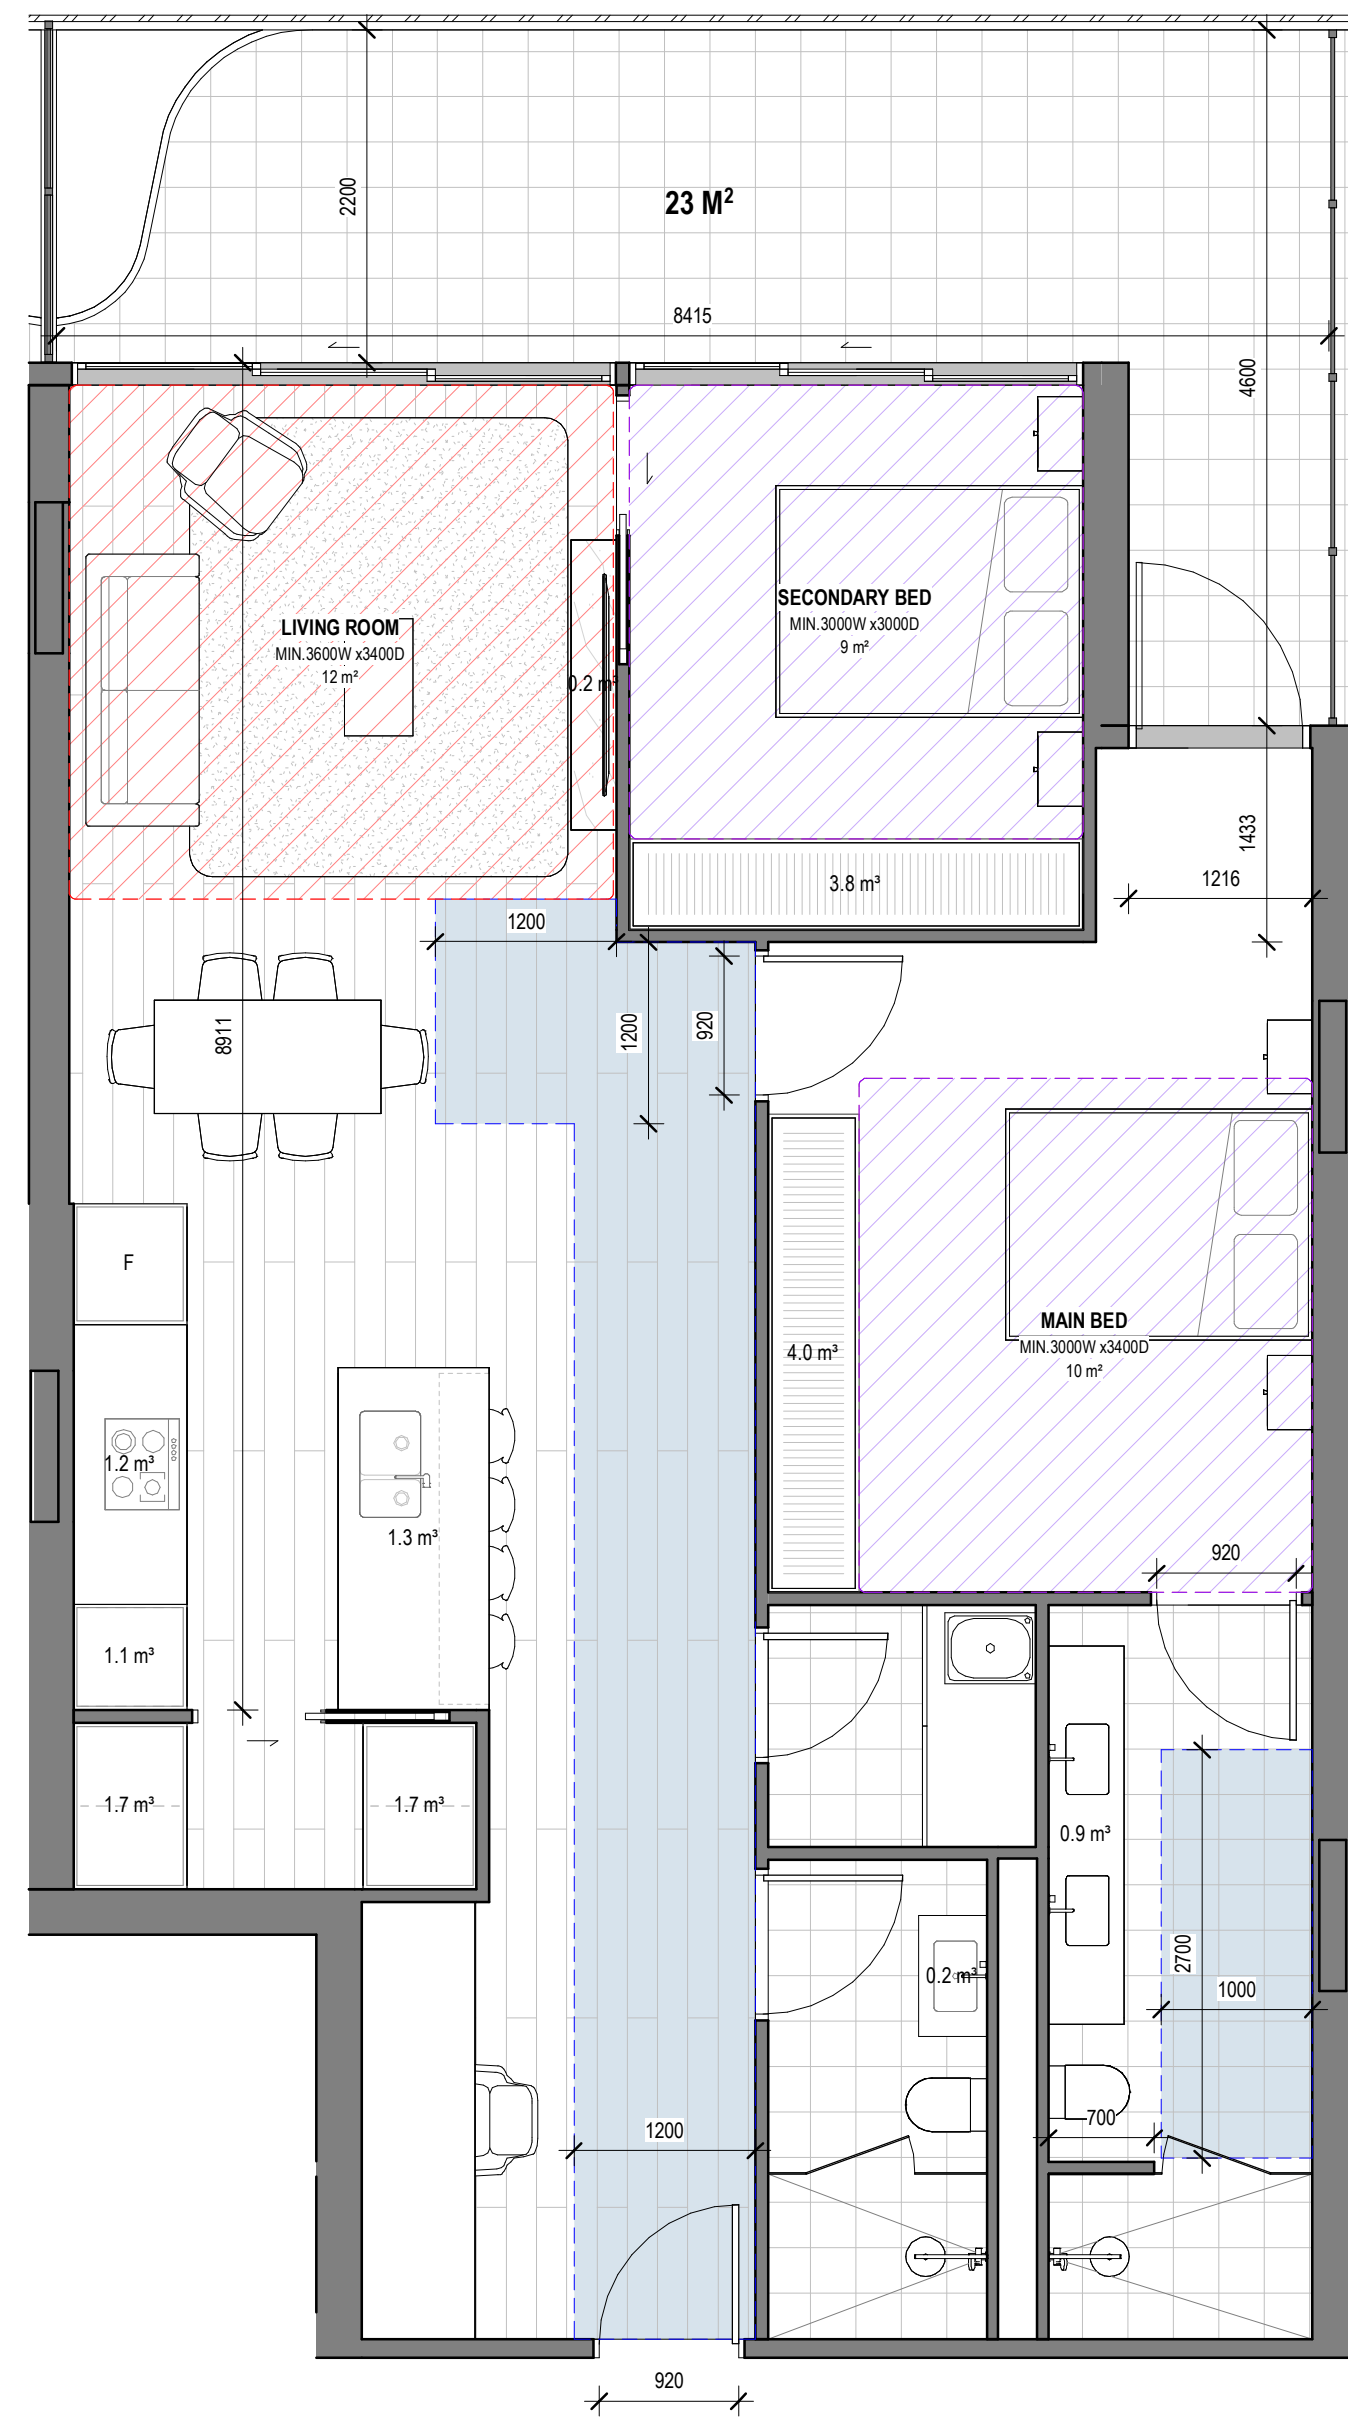 2200
23 M²
8415
4600
LIVING ROOM
MIN.3600W x3400D
12 m²
0.2 m³
SECONDARY BED
MIN.3000W x3000D
9 m²
3.8 m³
1433
1216
1200
1200
920
8911
F
MAIN BED
MIN.3000W x3400D
10 m²
4.0 m³
1.2 m³
1.3 m³
920
1.1 m³
1.7 m³
1.7 m³
0.9 m³
0.2 m³
2700
1000
700
1200
920